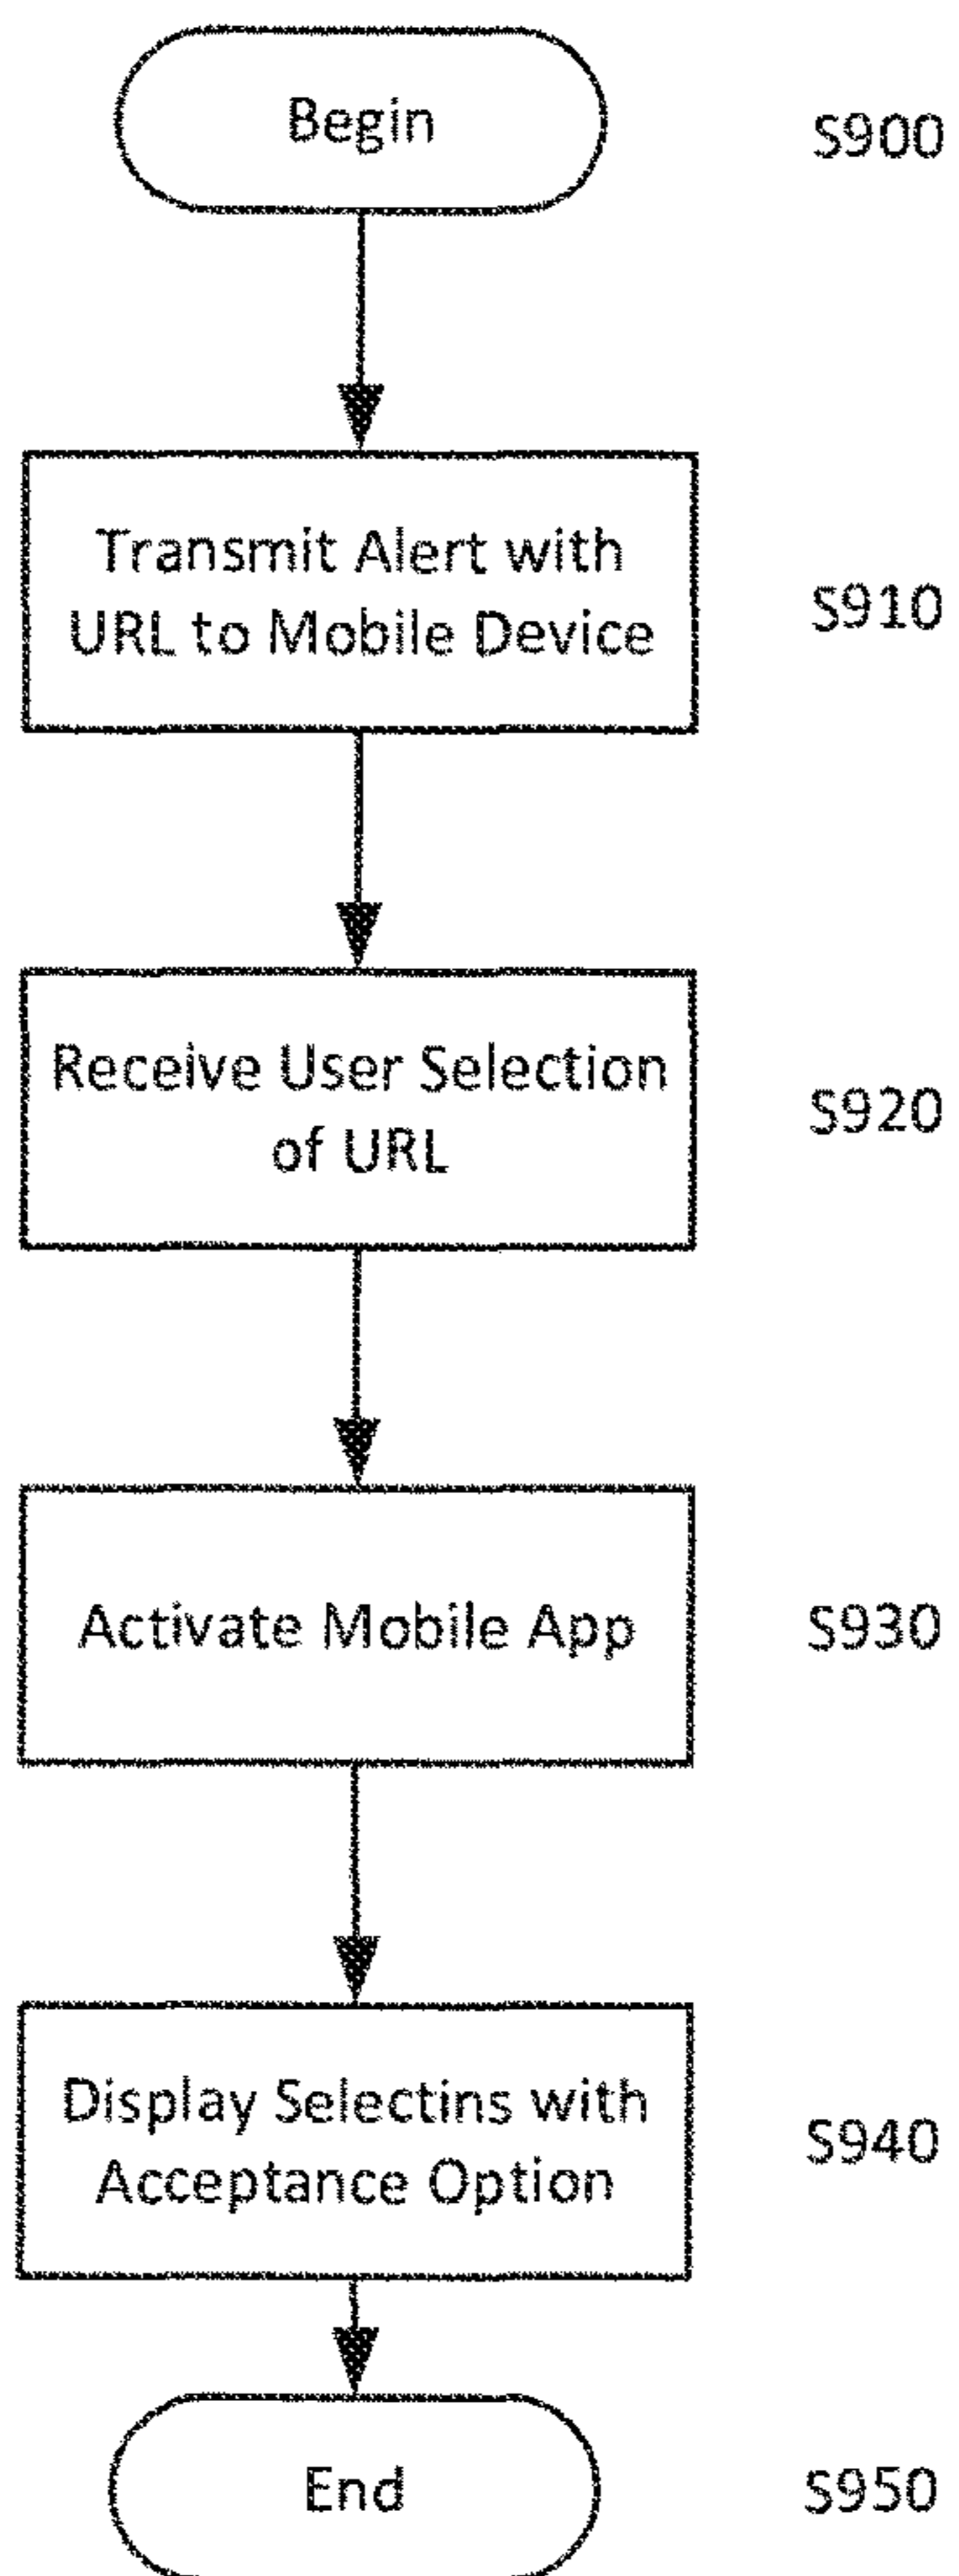 Begin
S900
Transmit Alert with
URL to Mobile Device
S910
Receive User Selection
of URL
S920
Activate Mobile App
S930
Display Selectins with
Acceptance Option
S940
End
S950